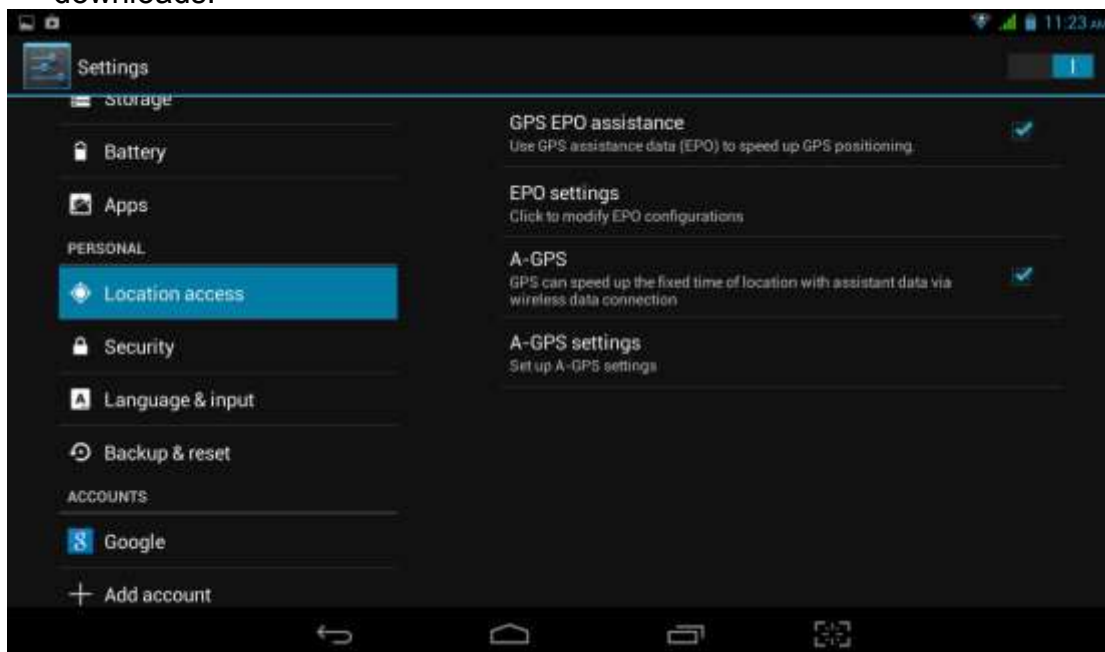 downloads.
11:23 AM
Settings
Storage
Battery
Apps
PERSONAL
Location access
Security
Language & input
Backup & reset
ACCOUNTS
Google
Add account
GPS EPO assistance
Use GPS assistance data (EPO) to speed up GPS positioning.
EPO settings
Click to modify EPO configurations
A-GPS
GPS can speed up the fixed time of location with assistant data via
wireless data connection
A-GPS settings
Set up A-GPS settings